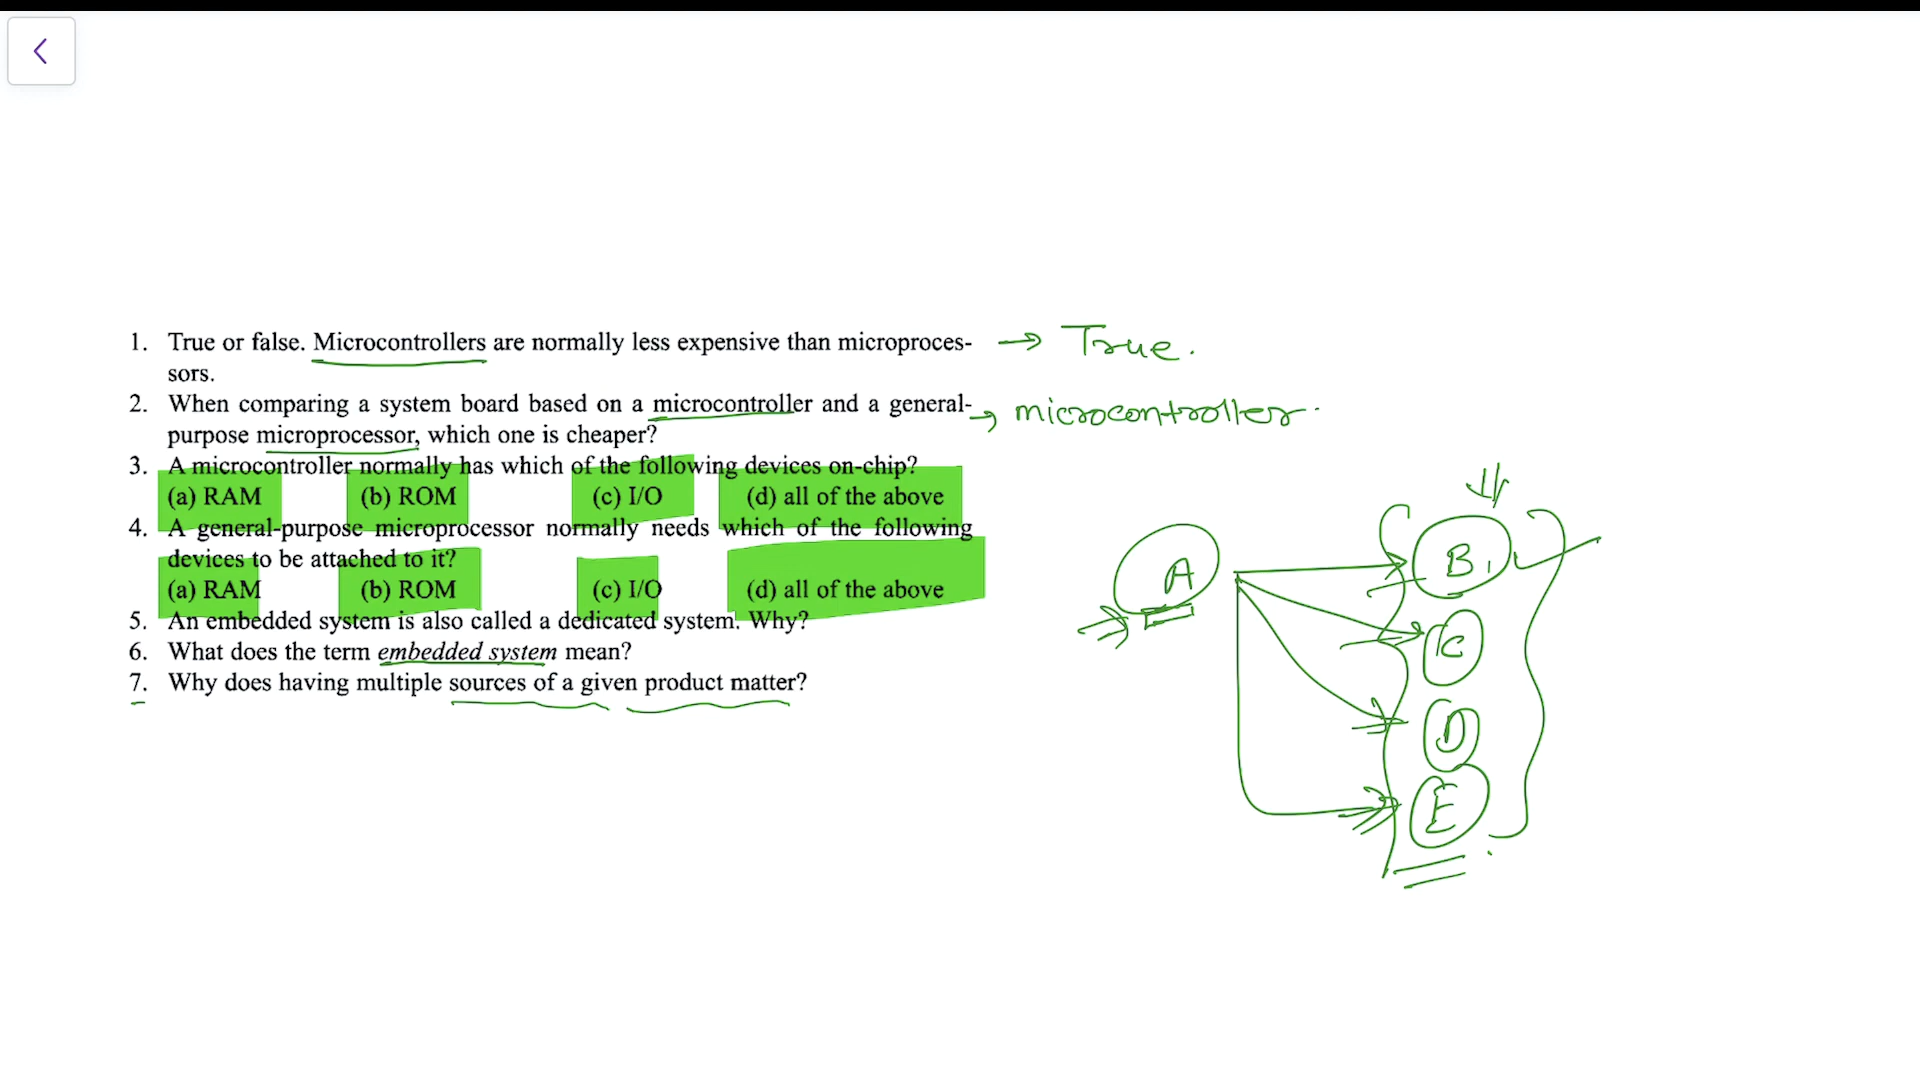 1. True or false. Microcontrollers are normally less expensive than microproces- → True.
sors.
2. When comparing a system board based on a microcontroller and a general- → microcontroller.
purpose microprocessor, which one is cheaper?
3. A microcontroller normally has which of the following devices on-chip?
(a) RAM (b) ROM (c) I/O (d) all of the above
4. A general-purpose microprocessor normally needs which of the following
devices to be attached to it?
(a) RAM (b) ROM (c) I/O (d) all of the above
5. An embedded system is also called a dedicated system. Why?
6. What does the term embedded system mean?
7. Why does having multiple sources of a given product matter?
A
B
C
D
E